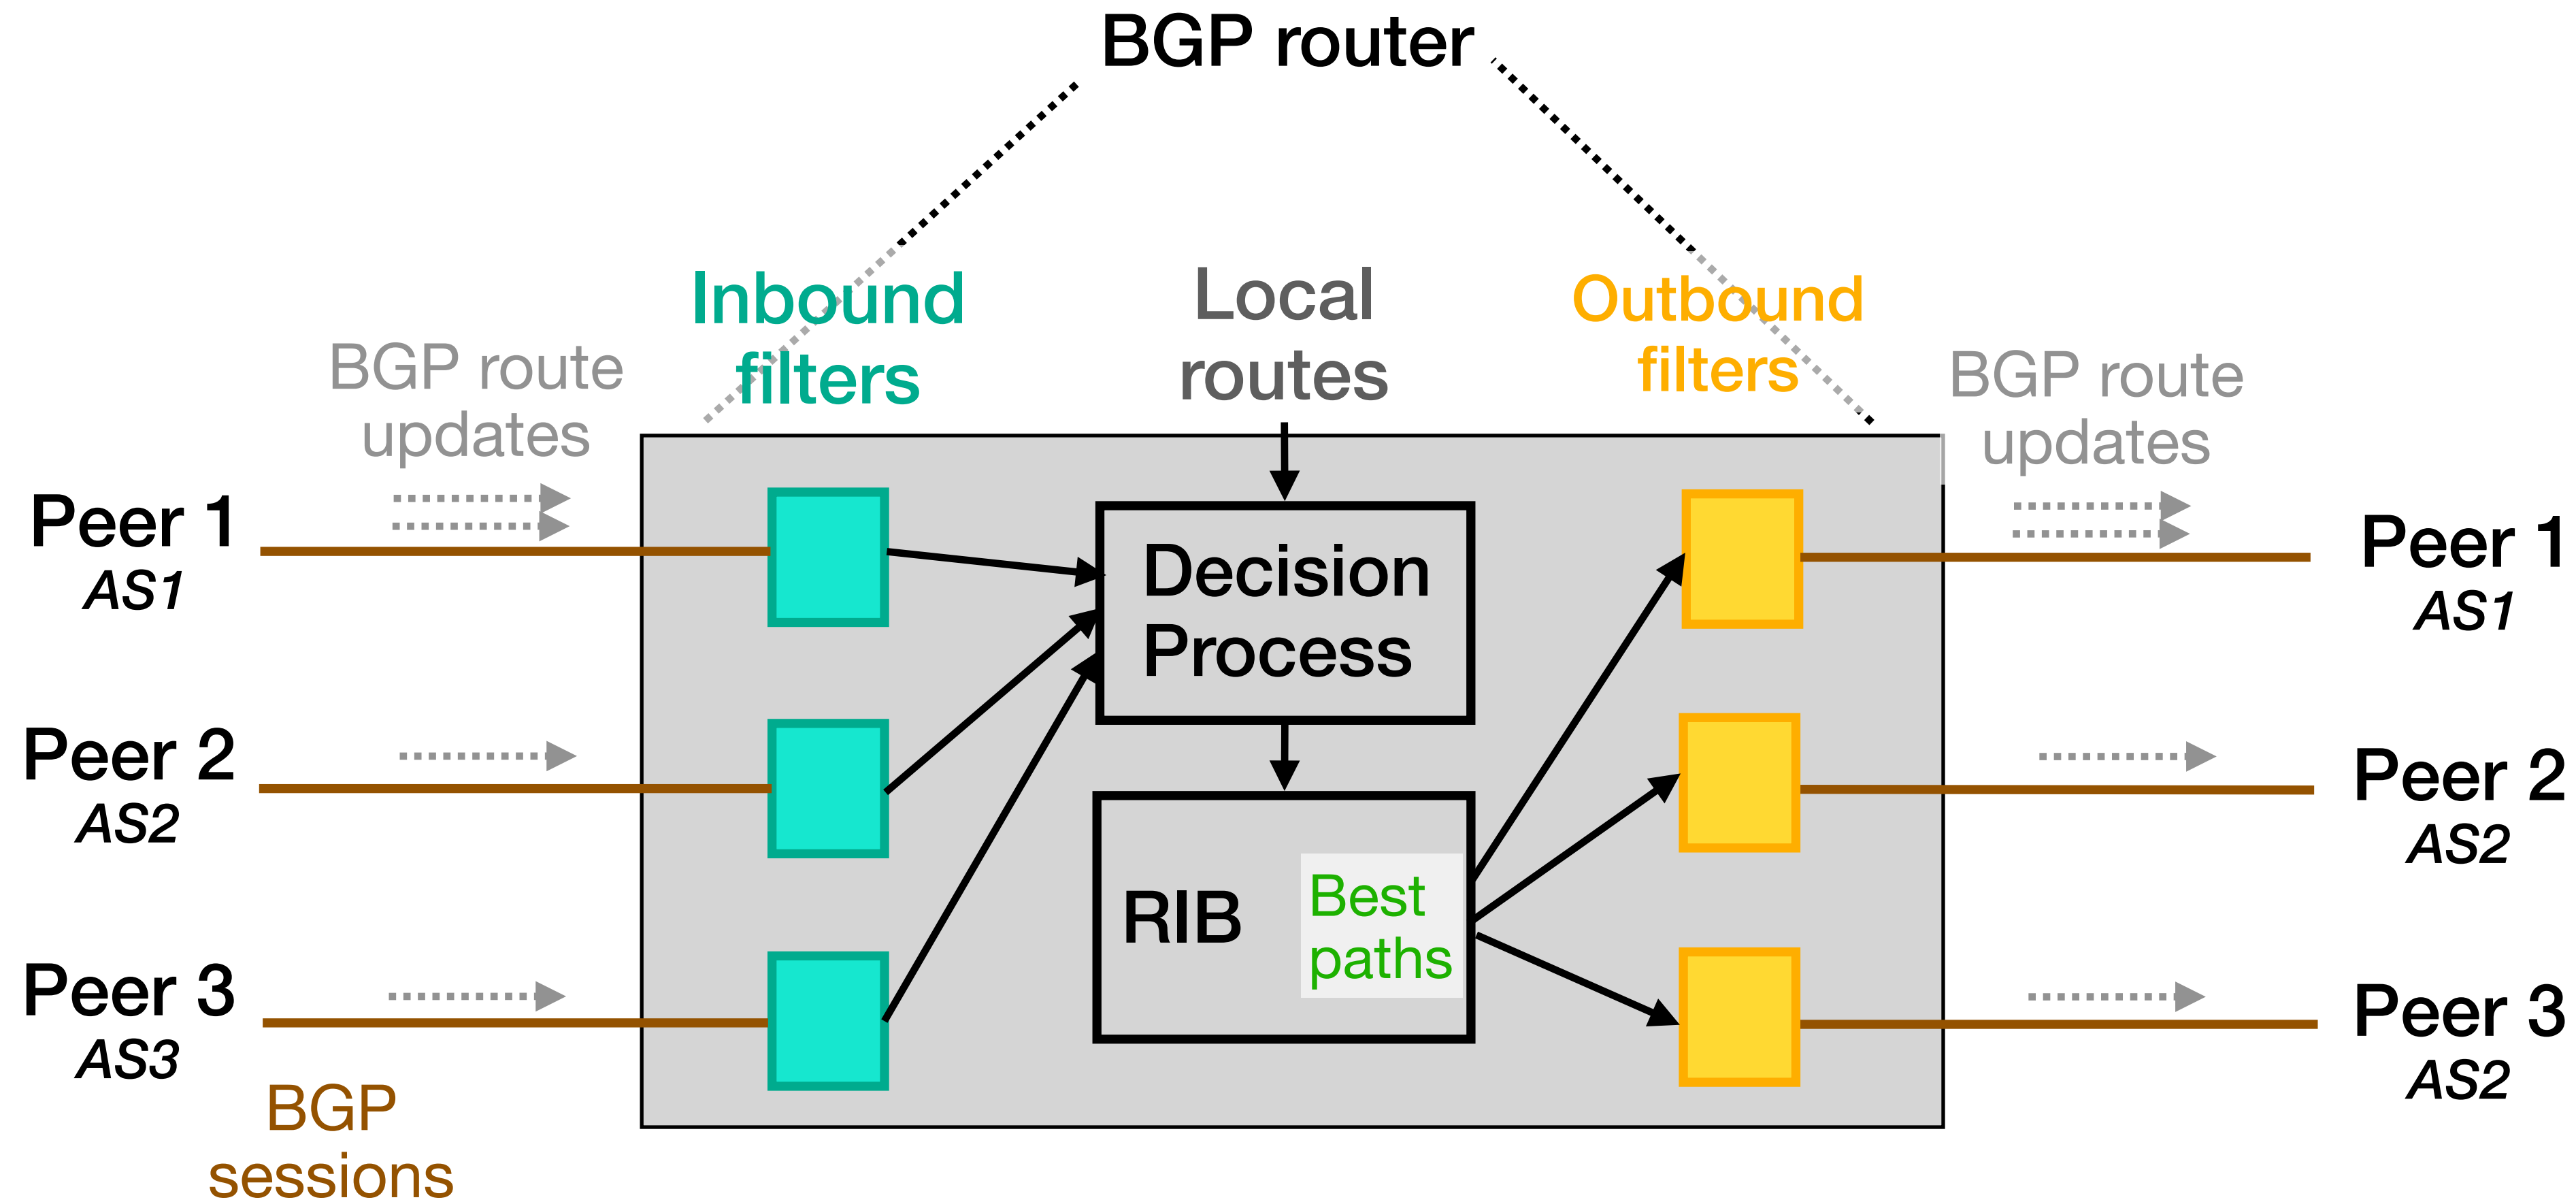 BGP router
Inbound
filters
Local
routes
Outbound
filters
BGP route
updates
BGP route
updates
Peer 1
AS1
Peer 2
AS2
Peer 3
AS3
BGP
sessions
Decision
Process
RIB
Best
paths
Peer 1
AS1
Peer 2
AS2
Peer 3
AS2